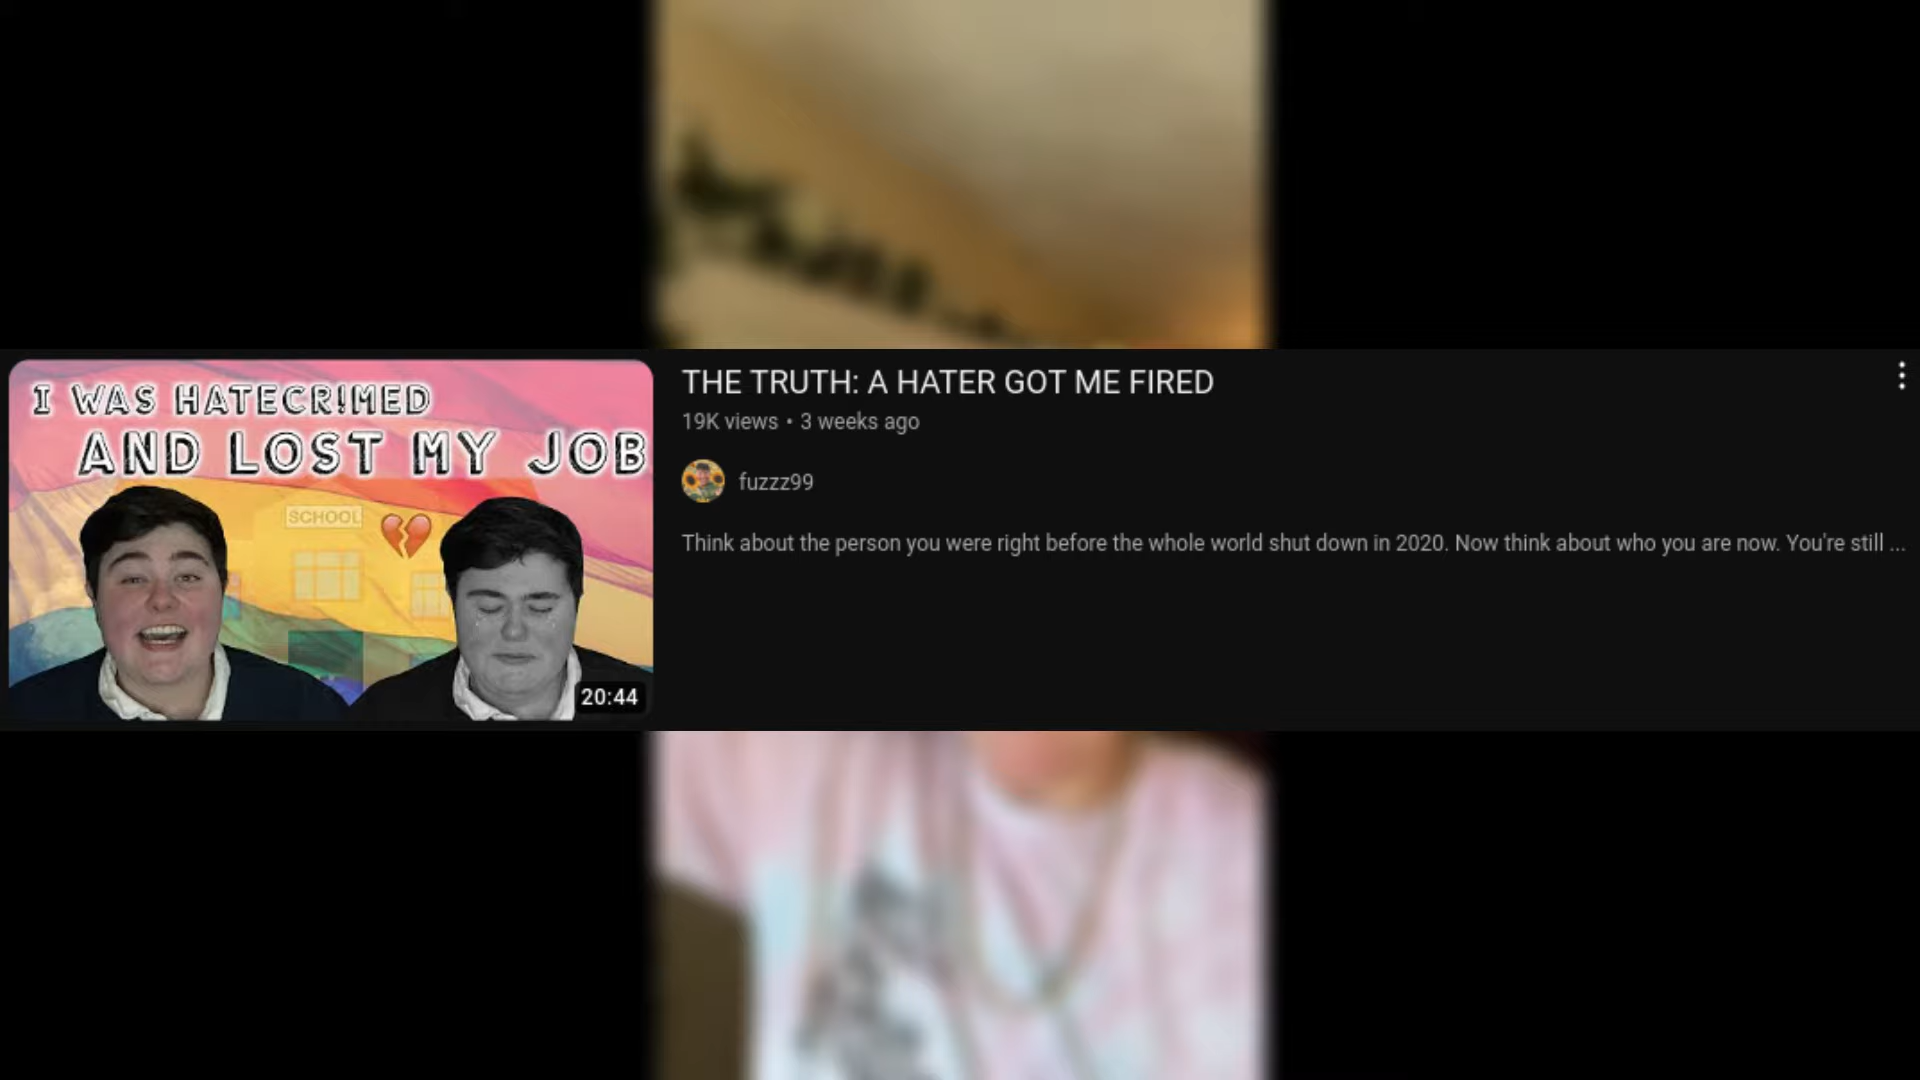 I WAS HATECR!MED
AND LOST MY JOB
SCHOOL
20:44
THE TRUTH: A HATER GOT ME FIRED
19K views • 3 weeks ago
fuzzz99
Think about the person you were right before the whole world shut down in 2020. Now think about who you are now. You're still ...